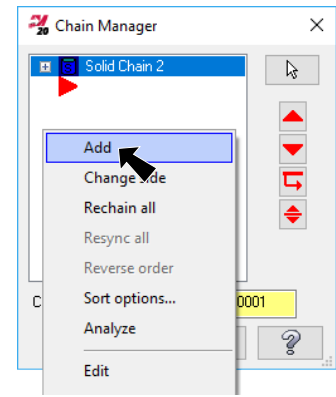 20 Chain Manager
Solid Chain 2
Add
Change side
Rechain all
Resync all
Reverse order
Sort options...
C
0001
Analyze
?
Edit